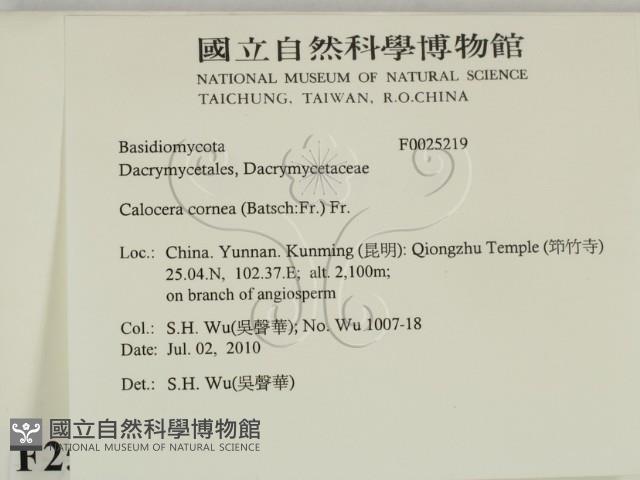 國立自然科學博物館
NATIONAL MUSEUM OF NATURAL SCIENCE
TAICHUNG, TAIWAN, R.O.CHINA
Basidiomycota F0025219
Dacrymycetales, Dacrymycetaceae
Calocera cornea (Batsch:Fr.) Fr.
Loc.: China. Yunnan. Kunming (昆明): Qiongzhu Temple (筇竹寺)
25.04.N, 102.37.E; alt. 2,100m;
on branch of angiosperm
Col.: S.H. Wu(吳聲華); No. Wu 1007-18
Date: Jul. 02, 2010
Det.: S.H. Wu(吳聲華)
國立自然科學博物館
NATIONAL MUSEUM OF NATURAL SCIENCE